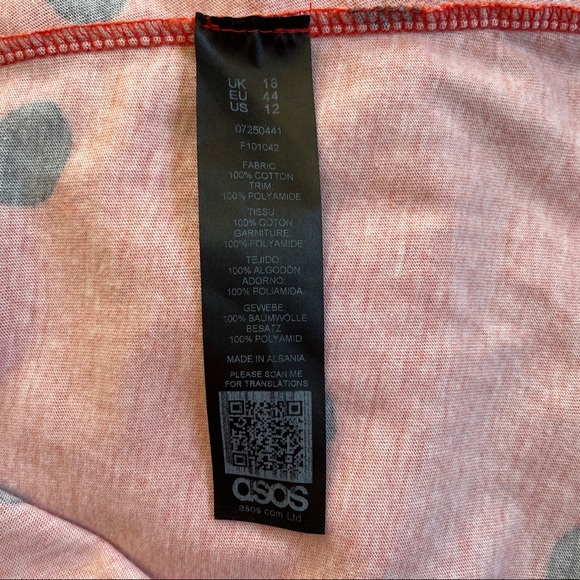 UK 16
EU 44
US 12
07250441
F101042
FABRIC:
100% COTTON
TRIM:
100% POLYAMIDE
TISSU:
100% COTON
GARNITURE:
100% POLYAMIDE
TEJIDO:
100% ALGODÓN
ADORNO:
100% POLIAMIDA
GEWEBE:
100% BAUMWOLLE
BESATZ:
100% POLYAMID
MADE IN ALBANIA
PLEASE SCAN ME
FOR TRANSLATIONS
asos
asos.com Ltd